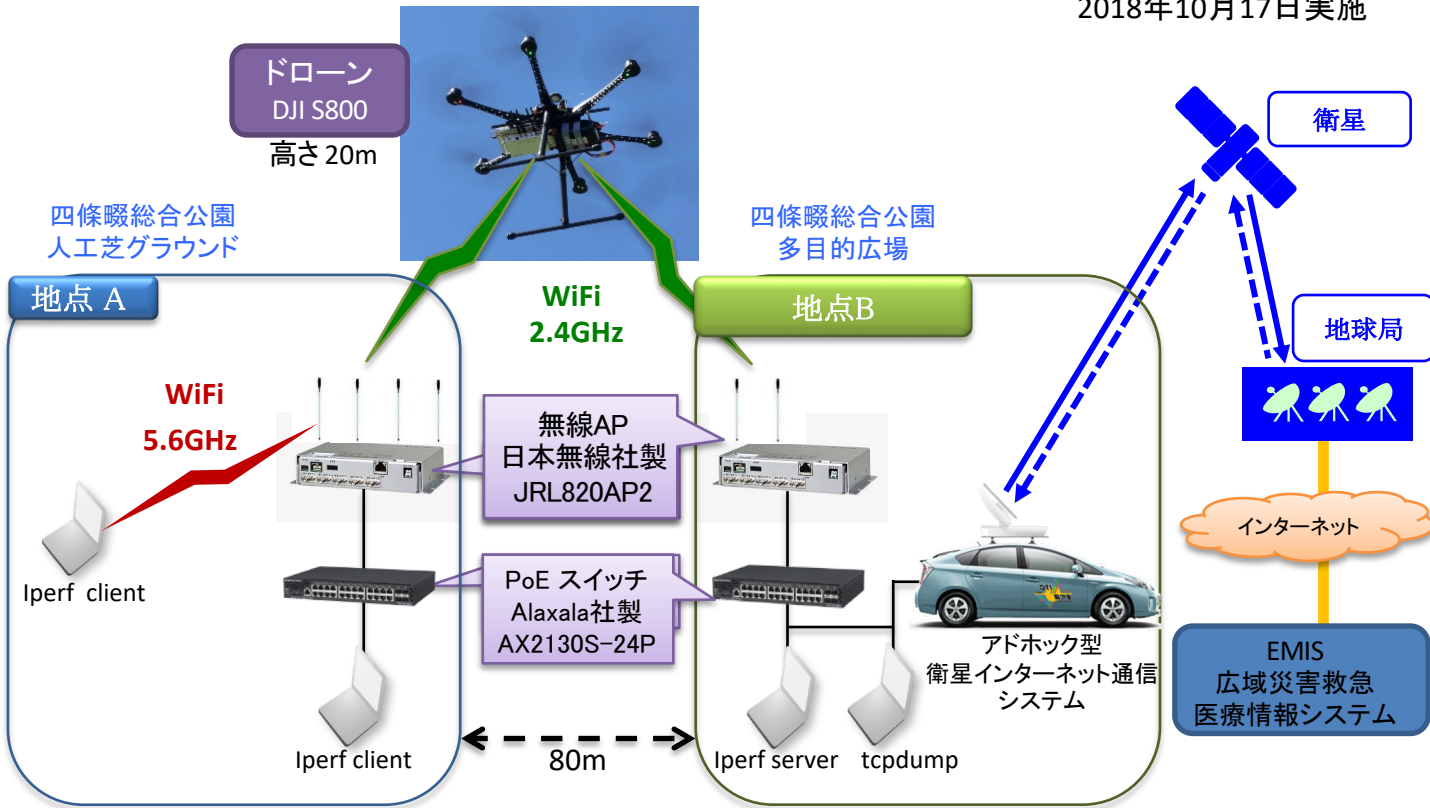 2018年10月17日実施
ドローン
DJI S800
高さ 20m
衛星
四條畷総合公園
人工芝グラウンド
四條畷総合公園
多目的広場
地点 A
WiFi
2.4GHz
地点B
地球局
WiFi
5.6GHz
無線AP
日本無線社製
JRL820AP2
インターネット
Iperf client
PoE スイッチ
Alaxala社製
AX2130S-24P
アドホック型
衛星インターネット通信
システム
EMIS
広域災害救急
医療情報システム
Iperf client
80m
Iperf server
tcpdump